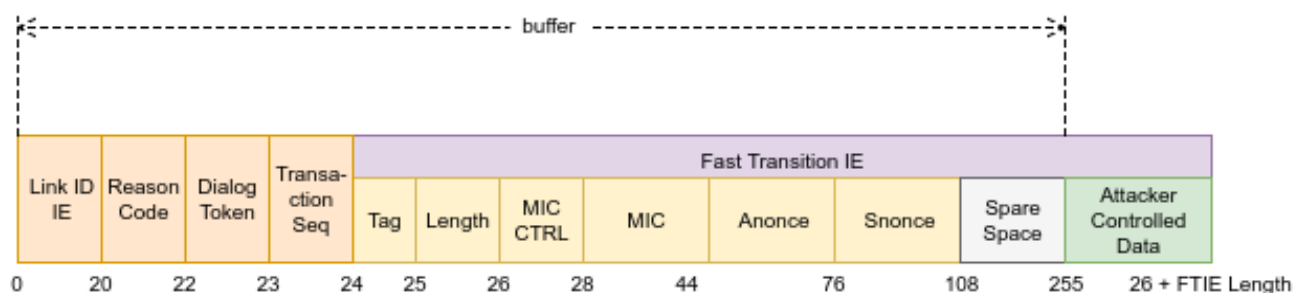 buffer
Fast Transition IE
Link ID
IE
Reason
Code
Dialog
Token
Transa-
ction
Seq
Tag
Length
MIC
CTRL
MIC
Anonce
Snonce
Spare
Space
Attacker
Controlled
Data
0 20 22 23 24 25 26 28 44 76 108 255 26 + FTIE Length